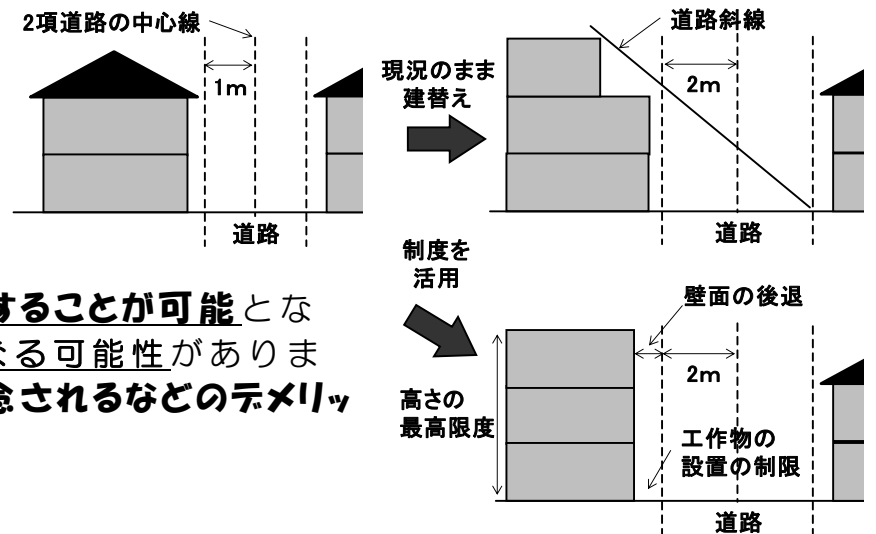 2項道路の中心線
1m
道路
現況のまま
建替え
道路斜線
2m
道路
制度を
活用
することが可能とな
なる可能性がありま
念されるなどのデメリッ
壁面の後退
2m
高さの
最高限度
工作物の
設置の制限
道路